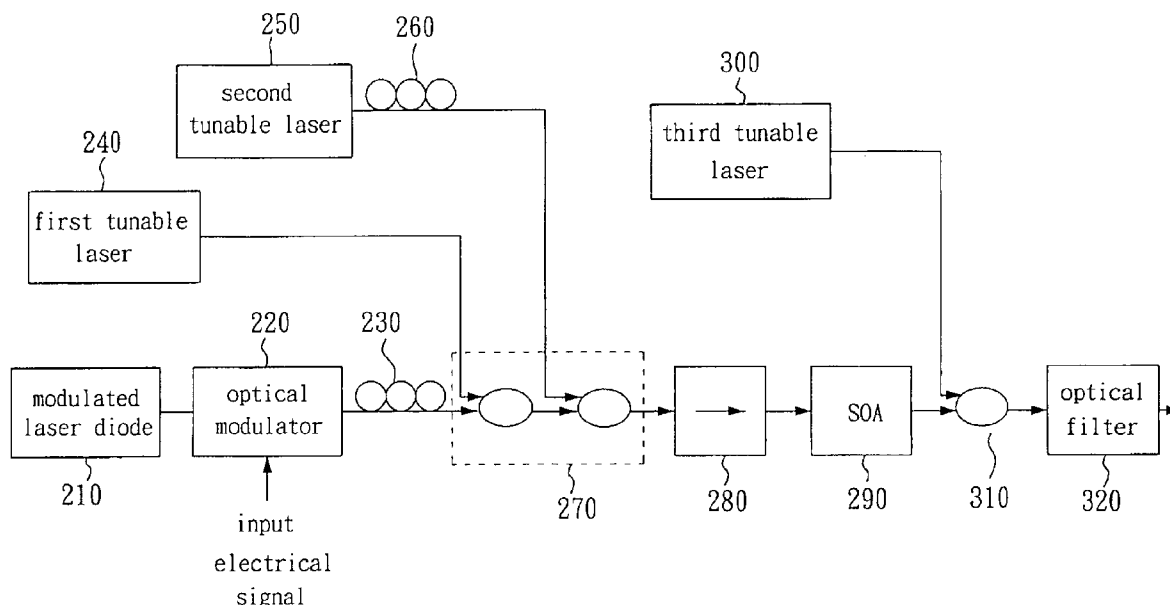 250
260
second
tunable laser
300
third tunable
laser
240
first tunable
laser
220
230
modulated
laser diode
optical
modulator
SOA
optical
filter
210
270
280
290
310
320
input
electrical
signal